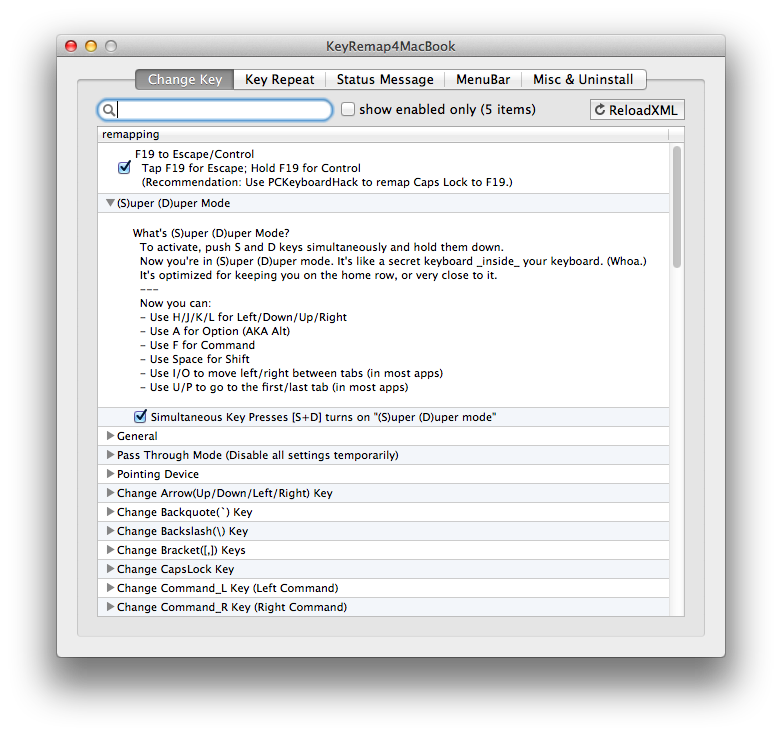 KeyRemap4MacBook
Change Key
Key Repeat
Status Message
MenuBar
Misc & Uninstall
show enabled only (5 items)
ReloadXML
remapping
F19 to Escape/Control
Tap F19 for Escape; Hold F19 for Control
(Recommendation: Use PCKeyboardHack to remap Caps Lock to F19.)
(S)uper (D)uper Mode
What's (S)uper (D)uper Mode?
To activate, push S and D keys simultaneously and hold them down.
Now you're in (S)uper (D)uper mode. It's like a secret keyboard _inside_ your keyboard. (Whoa.)
It's optimized for keeping you on the home row, or very close to it.
---
Now you can:
- Use H/J/K/L for Left/Down/Up/Right
- Use A for Option (AKA Alt)
- Use F for Command
- Use Space for Shift
- Use I/O to move left/right between tabs (in most apps)
- Use U/P to go to the first/last tab (in most apps)
Simultaneous Key Presses [S+D] turns on "(S)uper (D)uper mode"
General
Pass Through Mode (Disable all settings temporarily)
Pointing Device
Change Arrow(Up/Down/Left/Right) Key
Change Backquote(`) Key
Change Backslash(\) Key
Change Bracket([,]) Keys
Change CapsLock Key
Change Command_L Key (Left Command)
Change Command_R Key (Right Command)